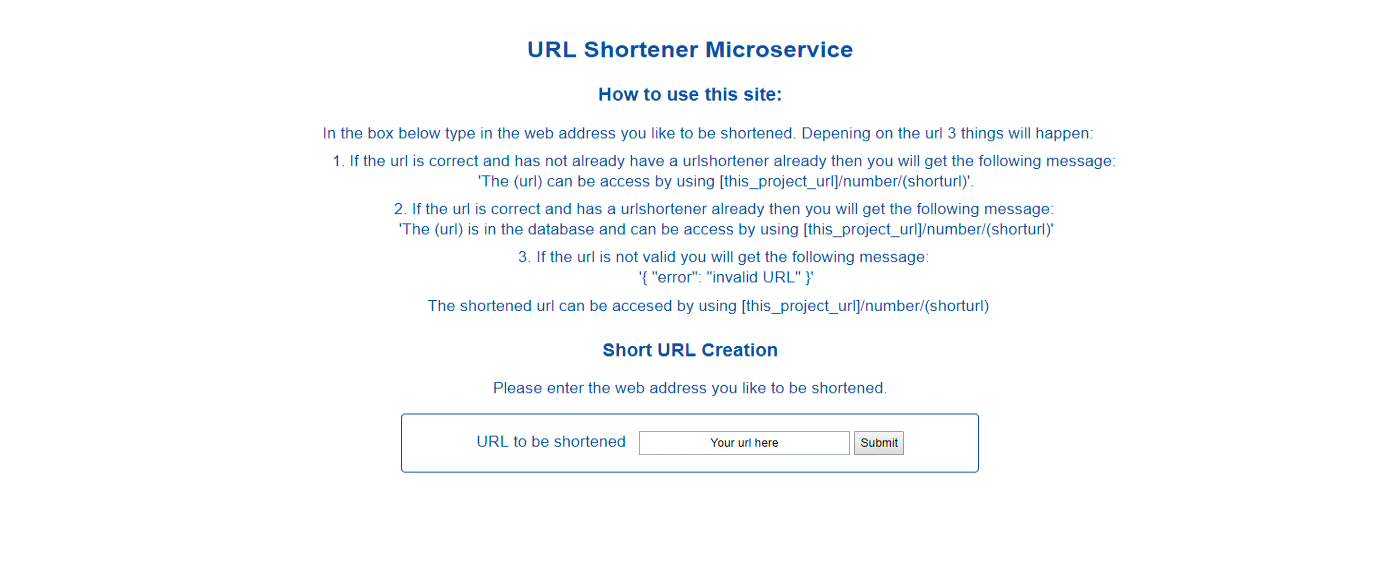 URL Shortener Microservice
How to use this site:
In the box below type in the web address you like to be shortened. Depening on the url 3 things will happen:
1. If the url is correct and has not already have a urlshortener already then you will get the following message:
'The (url) can be access by using [this_project_url]/number/(shorturl)'.
2. If the url is correct and has a urlshortener already then you will get the following message:
'The (url) is in the database and can be access by using [this_project_url]/number/(shorturl)'
3. If the url is not valid you will get the following message:
'{ "error": "invalid URL" }'
The shortened url can be accesed by using [this_project_url]/number/(shorturl)
Short URL Creation
Please enter the web address you like to be shortened.
URL to be shortened Your url here Submit